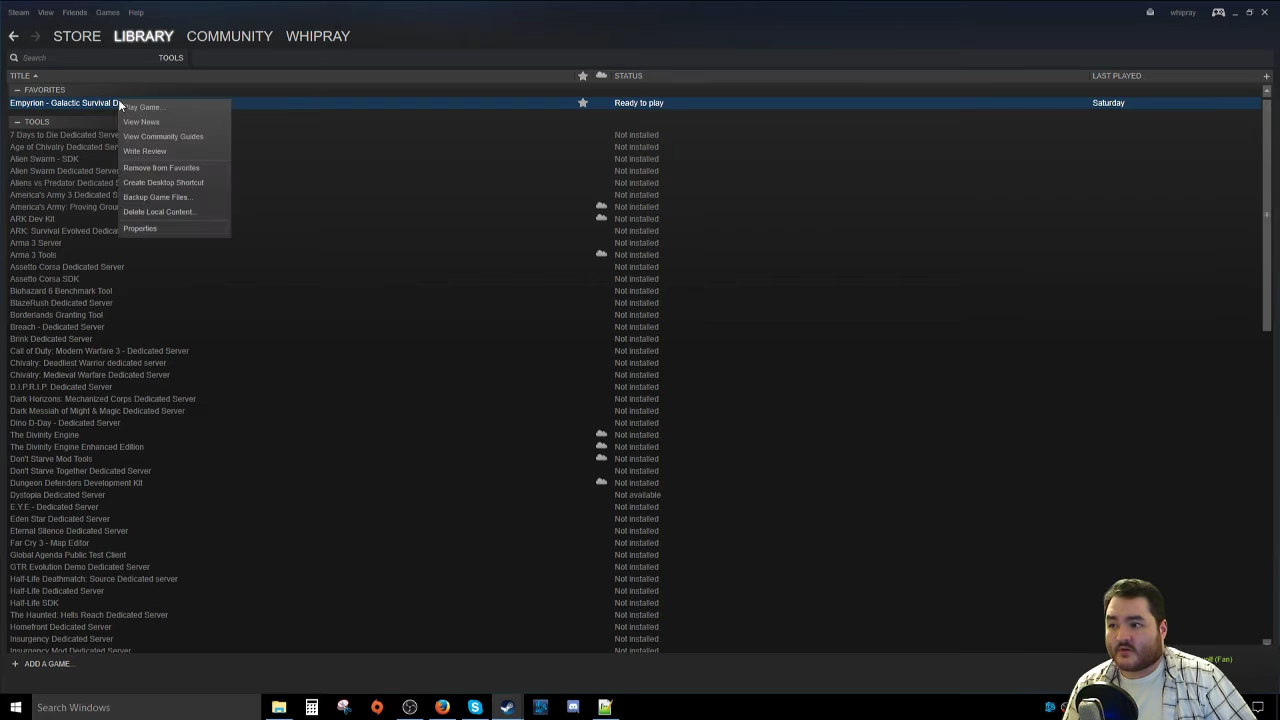 Steam View Friends Games Help whipray
STORE LIBRARY COMMUNITY WHIPRAY
Search TOOLS
TITLE STATUS LAST PLAYED
FAVORITES
Empyrion - Galactic Survival D Ready to play Saturday
Play Game...
TOOLS
View News
7 Days to Die Dedicated Serve Not installed
View Community Guides
Age of Chivalry Dedicated Ser Not installed
Write Review
Alien Swarm - SDK Not installed
Alien Swarm Dedicated Server Not installed
Remove from Favorites
Aliens vs Predator Dedicated S Not installed
Create Desktop Shortcut
America's Army 3 Dedicated S Not installed
Backup Game Files...
America's Army: Proving Grou Not installed
Delete Local Content...
ARK Dev Kit Not installed
ARK: Survival Evolved Dedica Not installed
Properties
Arma 3 Server Not installed
Arma 3 Tools Not installed
Assetto Corsa Dedicated Server Not installed
Assetto Corsa SDK Not installed
Biohazard 6 Benchmark Tool Not installed
BlazeRush Dedicated Server Not installed
Borderlands Granting Tool Not installed
Breach - Dedicated Server Not installed
Brink Dedicated Server Not installed
Call of Duty: Modern Warfare 3 - Dedicated Server Not installed
Chivalry: Deadliest Warrior dedicated server Not installed
Chivalry: Medieval Warfare Dedicated Server Not installed
D.I.P.R.I.P. Dedicated Server Not installed
Dark Horizons: Mechanized Corps Dedicated Server Not installed
Dark Messiah of Might & Magic Dedicated Server Not installed
Dino D-Day - Dedicated Server Not installed
The Divinity Engine Not installed
The Divinity Engine Enhanced Edition Not installed
Don't Starve Mod Tools Not installed
Don't Starve Together Dedicated Server Not installed
Dungeon Defenders Development Kit Not installed
Dystopia Dedicated Server Not available
E.Y.E - Dedicated Server Not installed
Eden Star Dedicated Server Not installed
Eternal Silence Dedicated Server Not installed
Far Cry 3 - Map Editor Not installed
Global Agenda Public Test Client Not installed
GTR Evolution Demo Dedicated Server Not installed
Half-Life Deathmatch: Source Dedicated server Not installed
Half-Life Dedicated Server Not installed
Half-Life SDK Not installed
The Haunted: Hells Reach Dedicated Server Not installed
Homefront Dedicated Server Not installed
Insurgency Dedicated Server Not installed
Insurgency Mod Dedicated Server Not installed
ADD A GAME... (Fan)
Search Windows